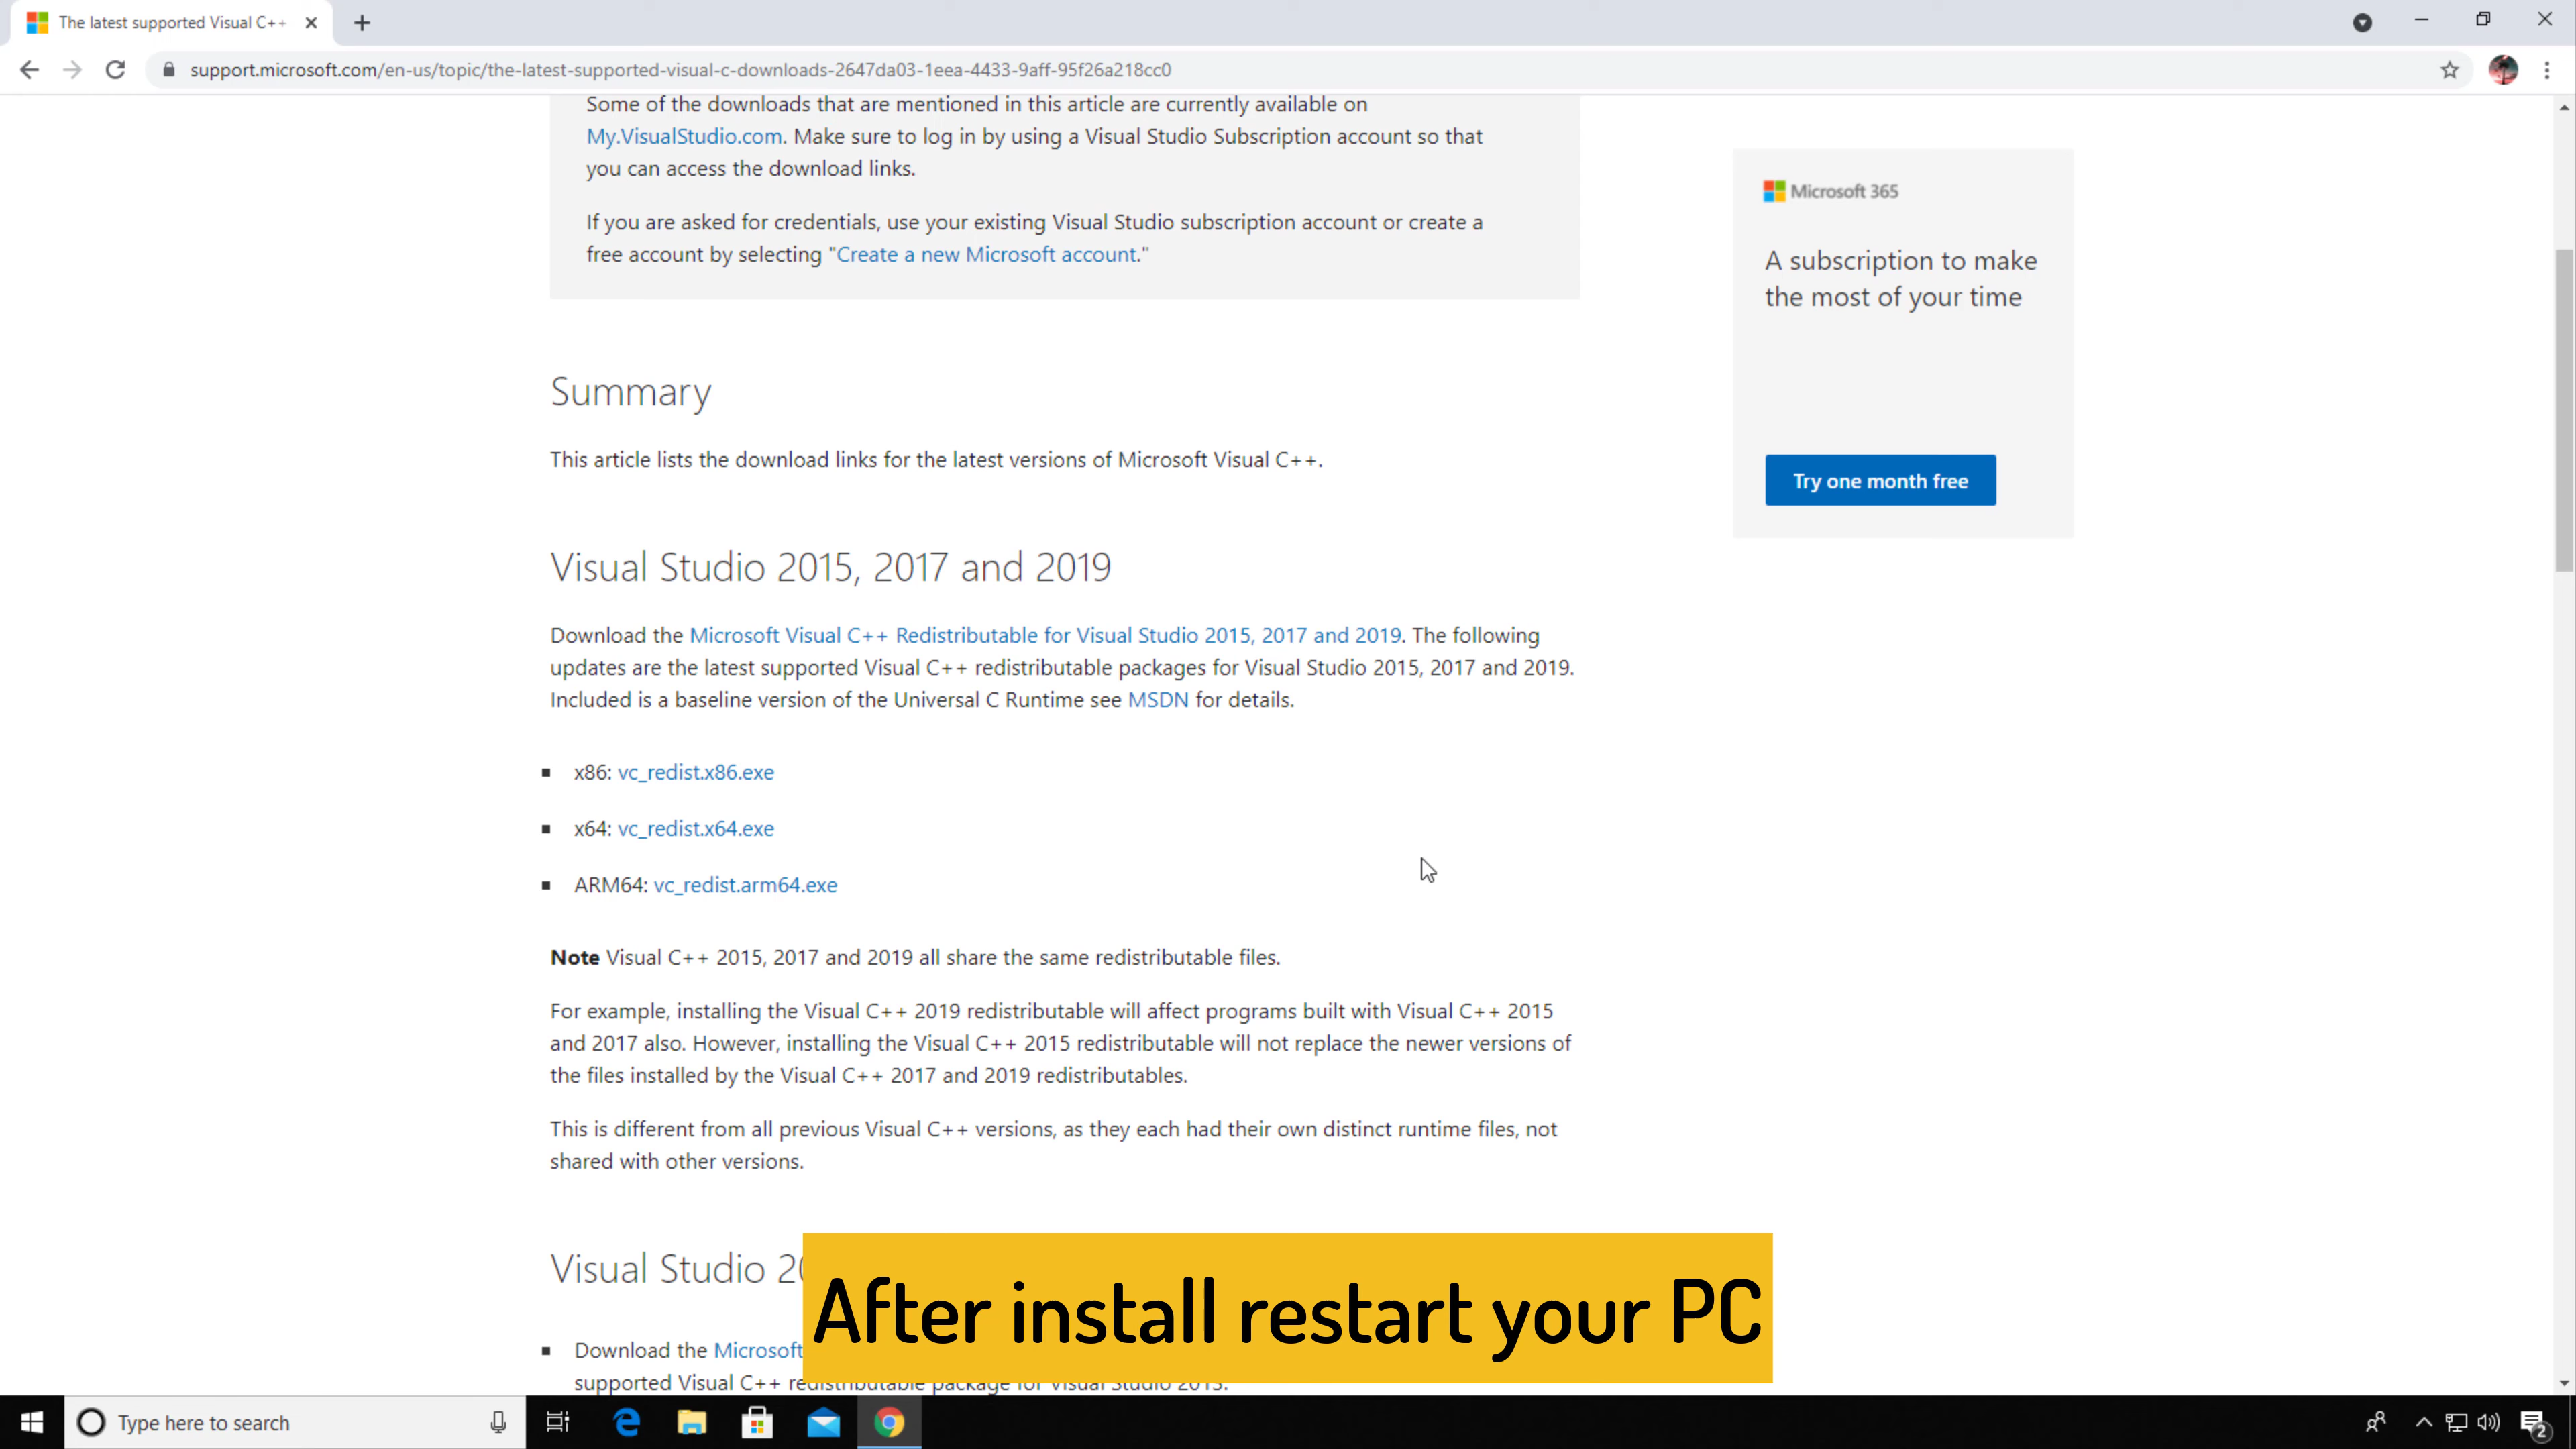 The latest supported Visual C++
support.microsoft.com/en-us/topic/the-latest-supported-visual-c-downloads-2647da03-1eea-4433-9aff-95f26a218cc0
Some of the downloads that are mentioned in this article are currently available on
My.VisualStudio.com. Make sure to log in by using a Visual Studio Subscription account so that
you can access the download links.
If you are asked for credentials, use your existing Visual Studio subscription account or create a
free account by selecting "Create a new Microsoft account."
Microsoft 365
A subscription to make
the most of your time
Try one month free
Summary
This article lists the download links for the latest versions of Microsoft Visual C++.
Visual Studio 2015, 2017 and 2019
Download the Microsoft Visual C++ Redistributable for Visual Studio 2015, 2017 and 2019. The following
updates are the latest supported Visual C++ redistributable packages for Visual Studio 2015, 2017 and 2019.
Included is a baseline version of the Universal C Runtime see MSDN for details.
x86: vc_redist.x86.exe
x64: vc_redist.x64.exe
ARM64: vc_redist.arm64.exe
Note Visual C++ 2015, 2017 and 2019 all share the same redistributable files.
For example, installing the Visual C++ 2019 redistributable will affect programs built with Visual C++ 2015
and 2017 also. However, installing the Visual C++ 2015 redistributable will not replace the newer versions of
the files installed by the Visual C++ 2017 and 2019 redistributables.
This is different from all previous Visual C++ versions, as they each had their own distinct runtime files, not
shared with other versions.
Visual Studio
After install restart your PC
Download the Microsoft
supported Visual C++ redistributable package for Visual Studio 2015.
Type here to search
2